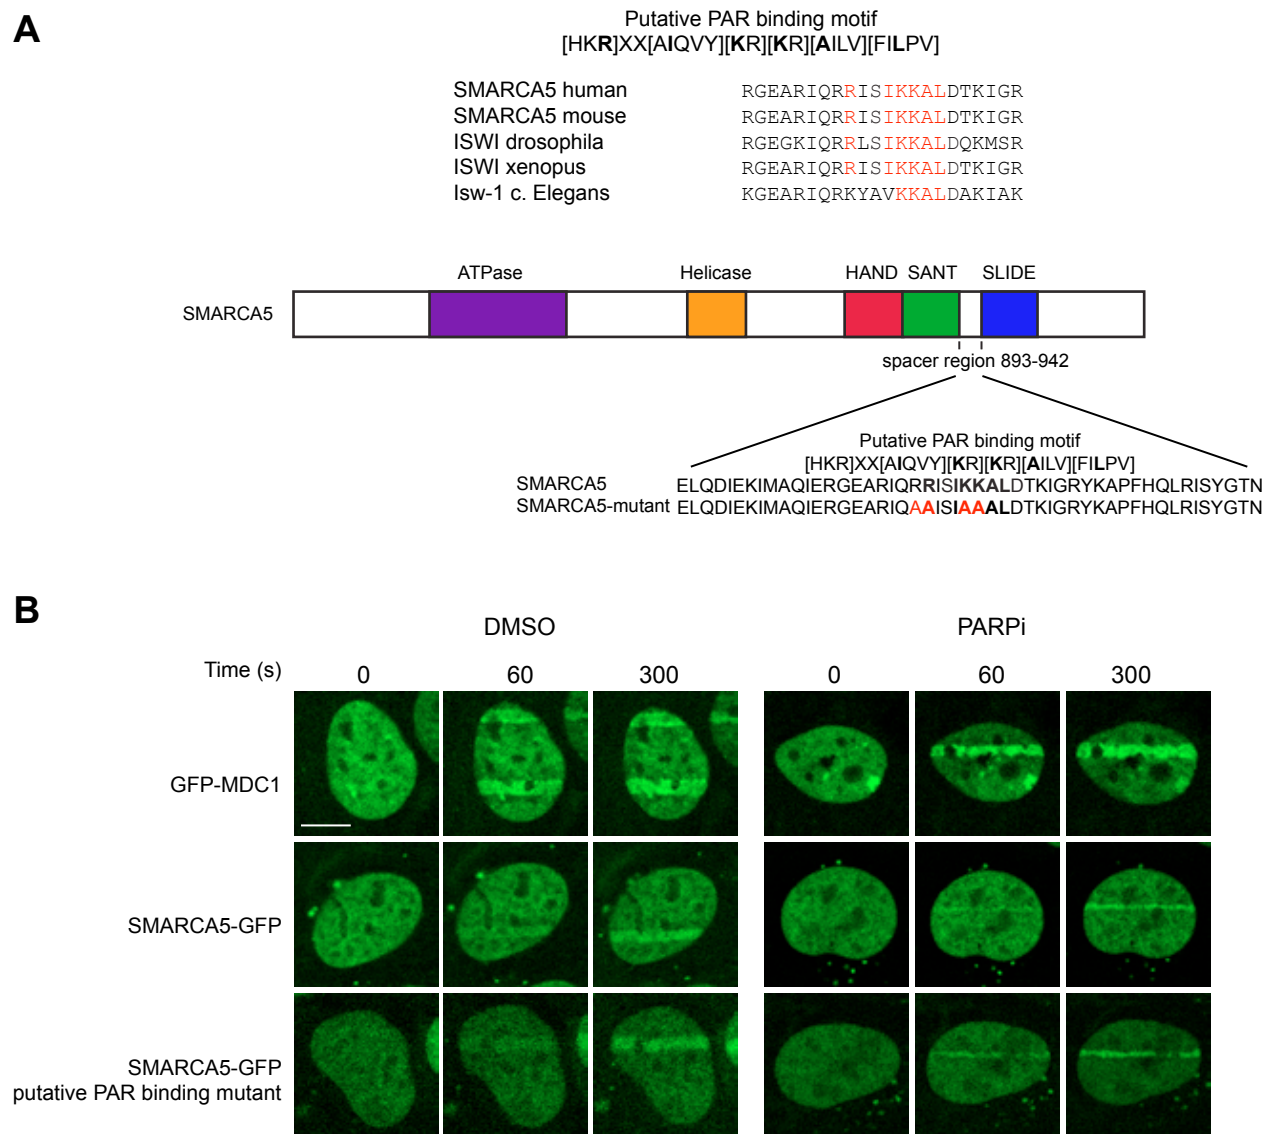 A
Putative PAR binding motif
[HKR]XX[AIQVY][KR][KR][AILV][FILPV]
SMARCA5 human RGEARIQRRISIKKALDTKIGR
SMARCA5 mouse RGEARIQRRISIKKALDTKIGR
ISWI drosophila RGEGKIQRRLSIKKALDQKMSR
ISWI xenopus RGEARIQRRISIKKALDTKIGR
Isw-1 c. Elegans KGEARIQRKYAVKKALDAKIAK
ATPase Helicase HAND SANT SLIDE
SMARCA5
spacer region 893-942
Putative PAR binding motif
[HKR]XX[AIQVY][KR][KR][AILV][FILPV]
SMARCA5 ELQDIEKIMAQIERGEARIQRRISIKKALDTKIGRYKAPFHQLRISYGTN
SMARCA5-mutant ELQDIEKIMAQIERGEARIQAAISIAAALDTKIGRYKAPFHQLRISYGTN
B
DMSO PARPi
Time (s) 0 60 300 0 60 300
GFP-MDC1
SMARCA5-GFP
SMARCA5-GFP
putative PAR binding mutant